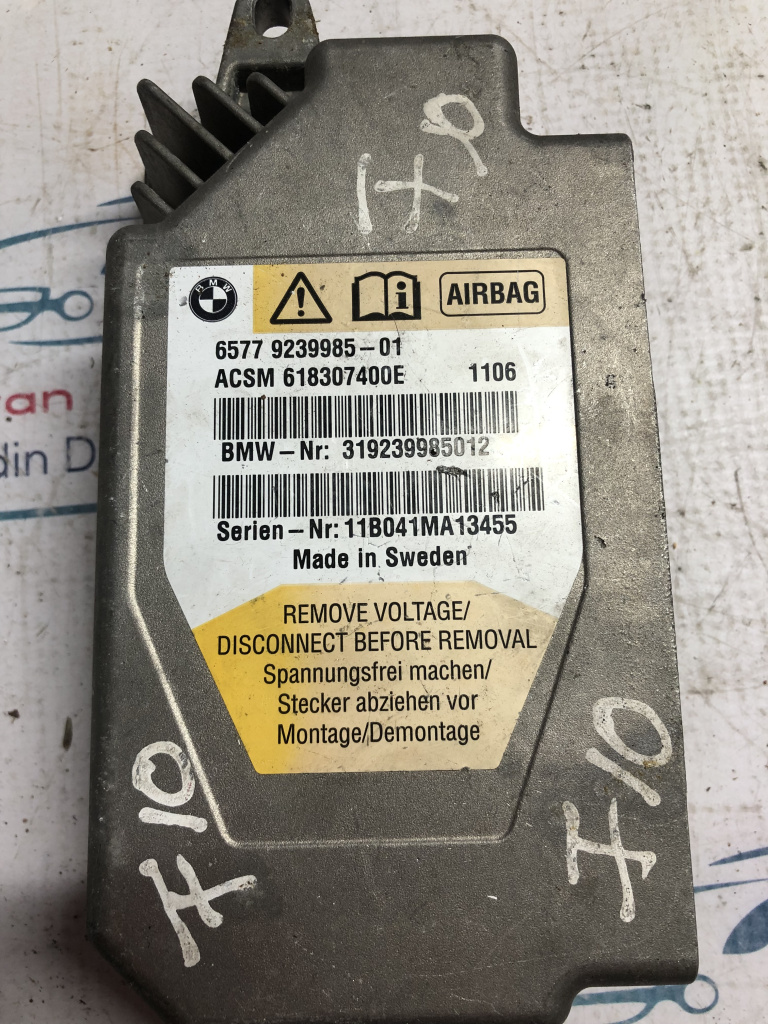 F10
BMW
AIRBAG
6577 9239985-01
ACSM 618307400E 1106
BMW-Nr: 319239985012
Serien-Nr: 11B041MA13455
Made in Sweden
REMOVE VOLTAGE/
DISCONNECT BEFORE REMOVAL
Spannungsfrei machen/
Stecker abziehen vor
Montage/Demontage
F10